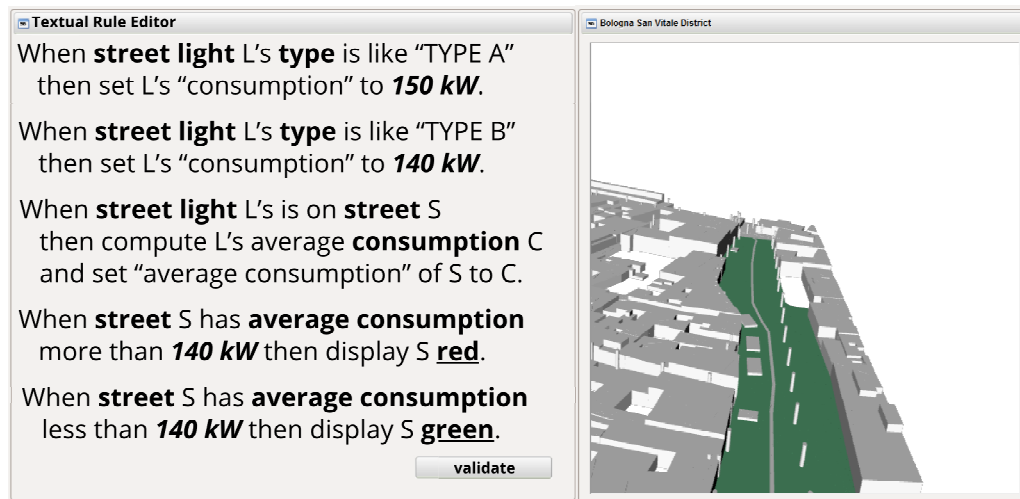 Textual Rule Editor
When street light L's type is like “TYPE A”
then set L's “consumption” to 150 kW.
When street light L's type is like “TYPE B”
then set L's “consumption” to 140 kW.
When street light L's is on street S
then compute L's average consumption C
and set “average consumption” of S to C.
When street S has average consumption
more than 140 kW then display S red.
When street S has average consumption
less than 140 kW then display S green.
validate
Bologna San Vitale District